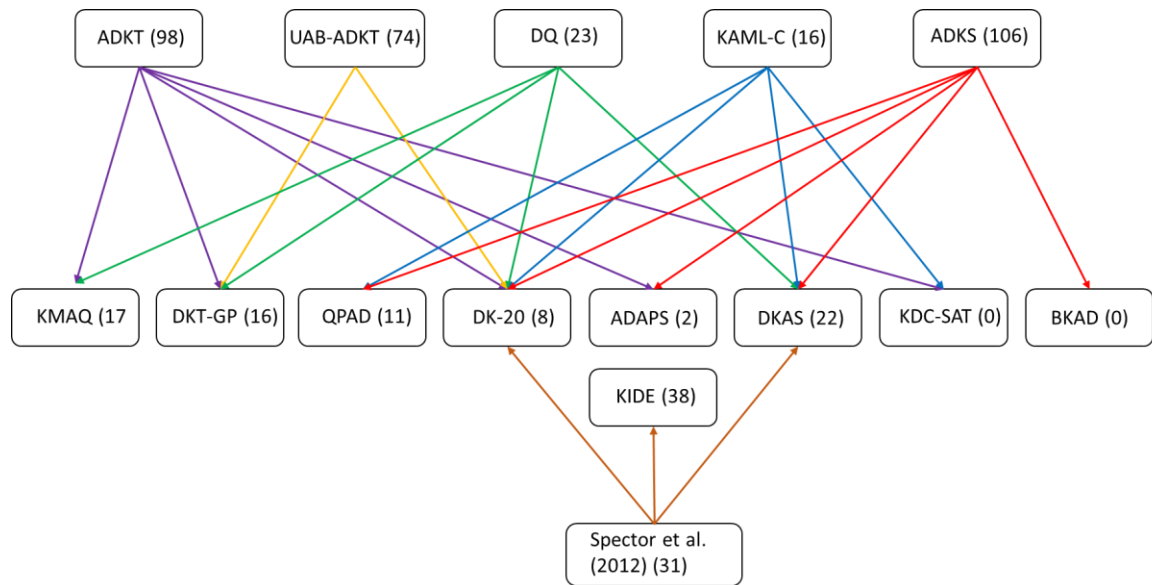 ADKT (98)
UAB-ADKT (74)
DQ (23)
KAML-C (16)
ADKS (106)
KMAQ (17
DKT-GP (16)
QPAD (11)
DK-20 (8)
ADAPS (2)
DKAS (22)
KDC-SAT (0)
BKAD (0)
KIDE (38)
Spector et al.
(2012) (31)